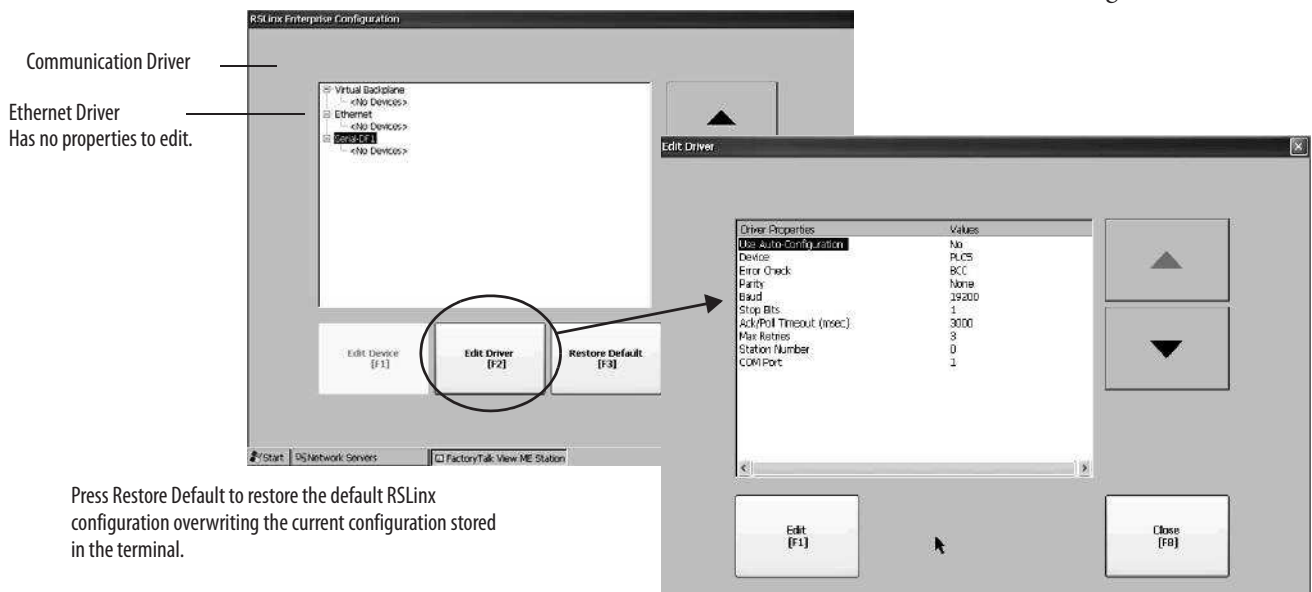 RSLinx Enterprise Configuration
Communication Driver
Ethernet Driver
Has no properties to edit.
Virtual Backplane
<No Devices>
Ethernet
<No Devices>
Serial-DF1
<No Devices>
Edit Device
[F1]
Edit Driver
[F2]
Restore Default
[F3]
Start
Network Servers
FactoryTalk View ME Station
Edit Driver
Driver Properties Values
Use Auto-Configuration No
Device PLC5
Error Check BCC
Parity None
Baud 19200
Stop Bits 1
Ack/Poll Timeout (msec) 3000
Max Retries 3
Station Number 0
COM Port 1
Edit
[F1]
Close
[F8]
Press Restore Default to restore the default RSLinx
configuration overwriting the current configuration stored
in the terminal.